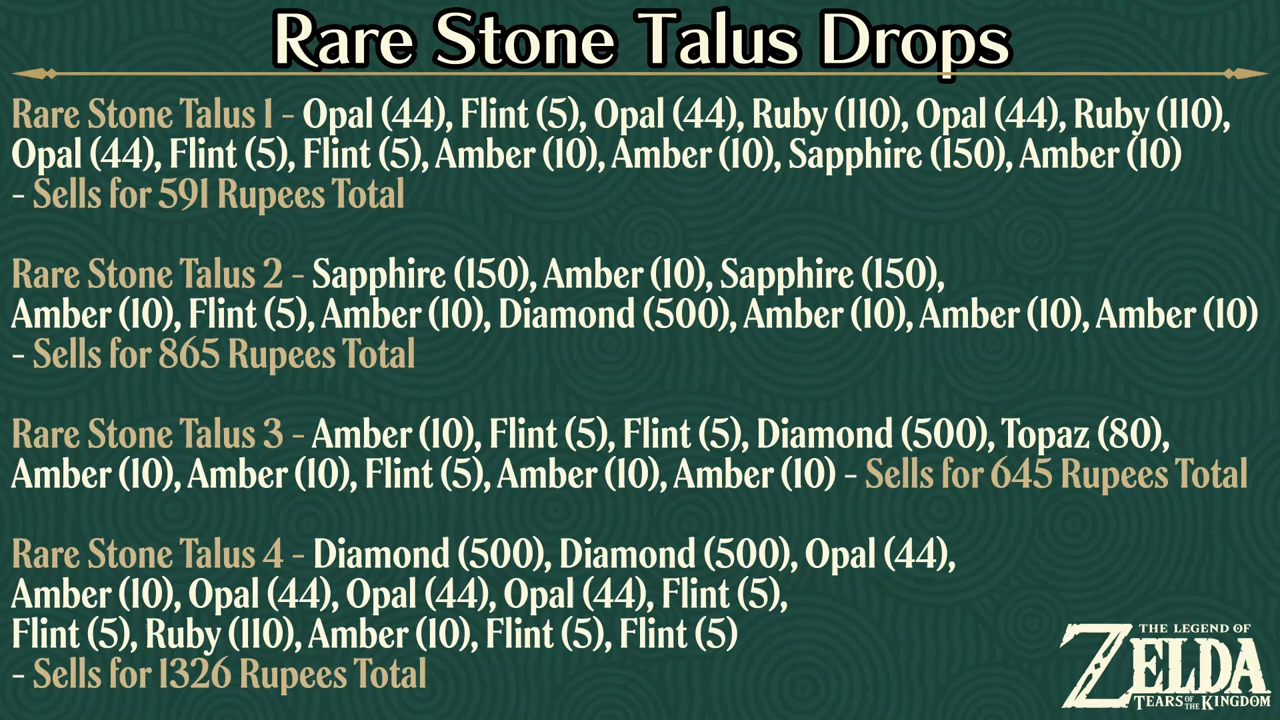 Rare Stone Talus Drops
Rare Stone Talus 1 - Opal (44), Flint (5), Opal (44), Ruby (110), Opal (44), Ruby (110),
Opal (44), Flint (5), Flint (5), Amber (10), Amber (10), Sapphire (150), Amber (10)
- Sells for 591 Rupees Total
Rare Stone Talus 2 - Sapphire (150), Amber (10), Sapphire (150),
Amber (10), Flint (5), Amber (10), Diamond (500), Amber (10), Amber (10), Amber (10)
- Sells for 865 Rupees Total
Rare Stone Talus 3 - Amber (10), Flint (5), Flint (5), Diamond (500), Topaz (80),
Amber (10), Amber (10), Flint (5), Amber (10), Amber (10) - Sells for 645 Rupees Total
Rare Stone Talus 4 - Diamond (500), Diamond (500), Opal (44),
Amber (10), Opal (44), Opal (44), Opal (44), Flint (5),
Flint (5), Ruby (110), Amber (10), Flint (5), Flint (5)
- Sells for 1326 Rupees Total
THE LEGEND OF
ZELDA
TEARS OF THE KINGDOM